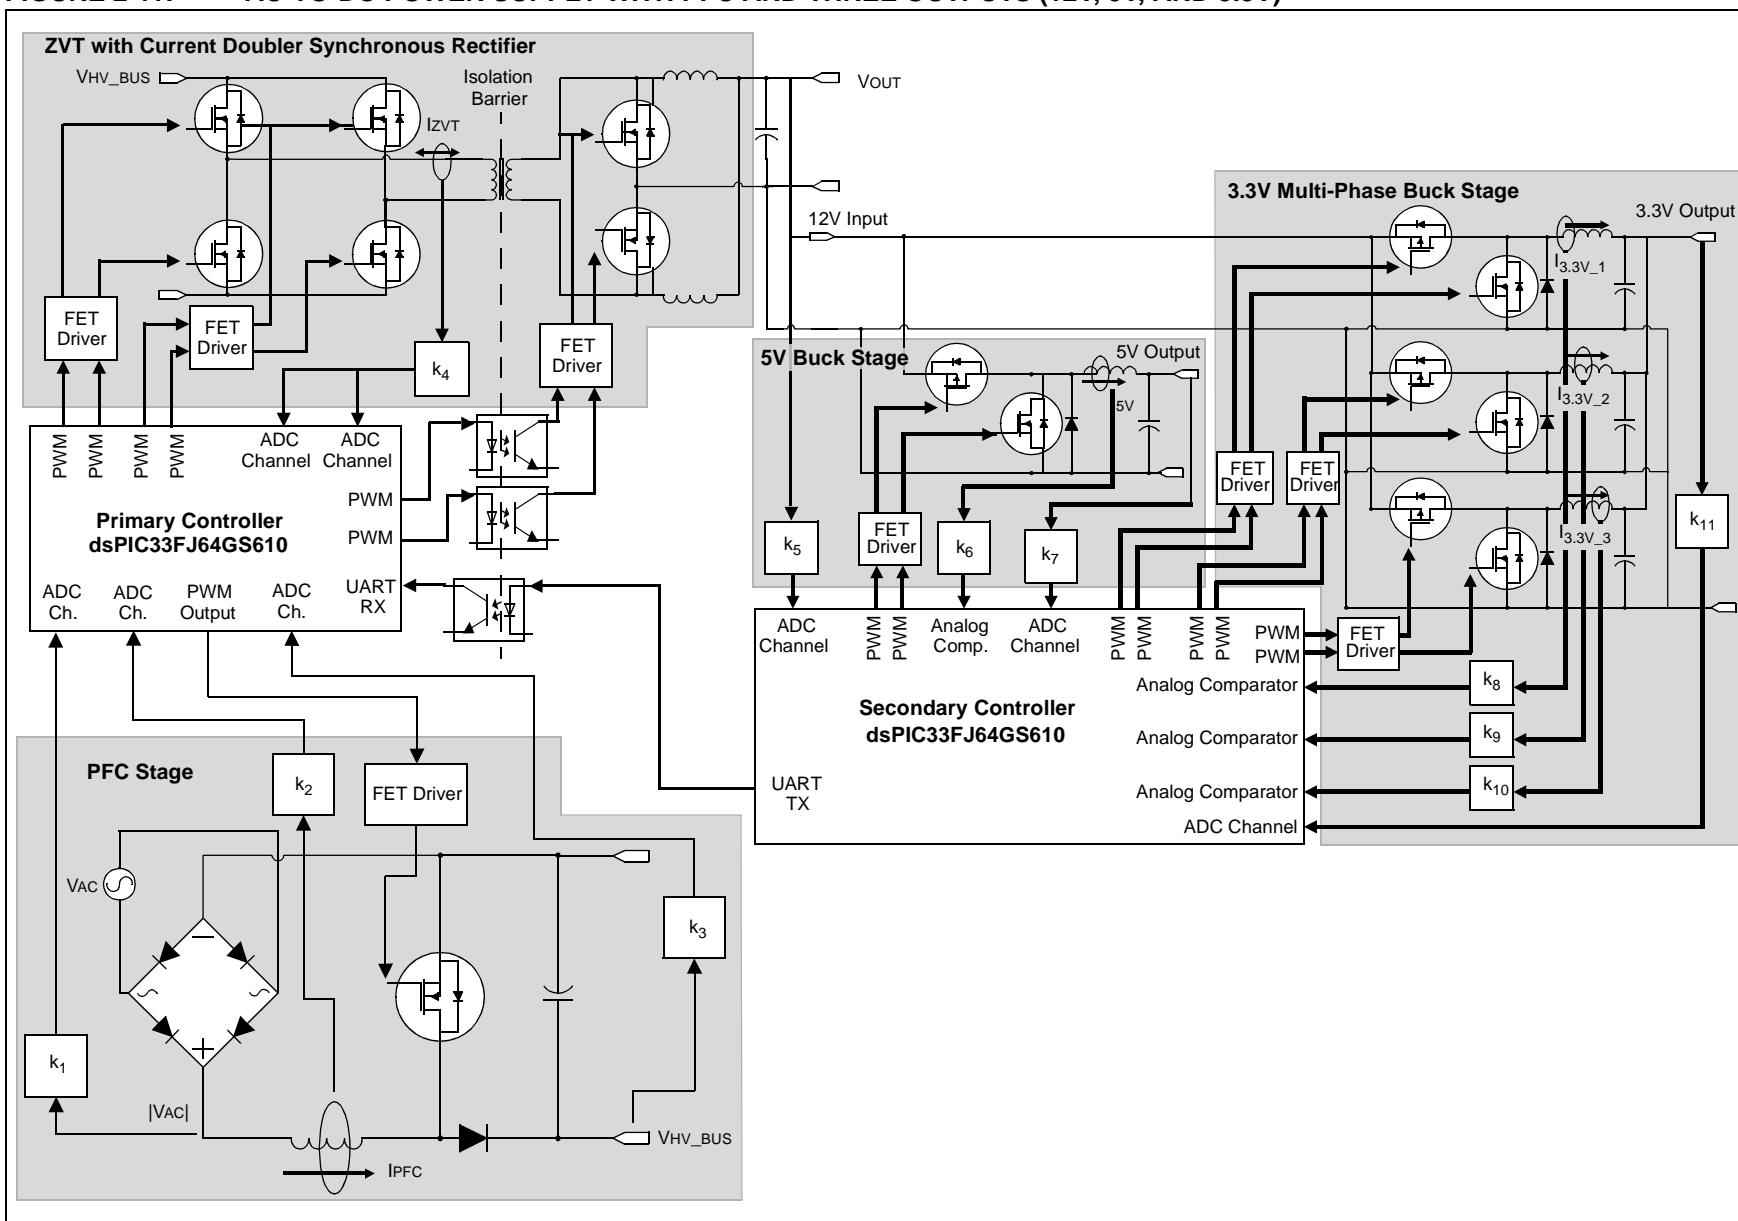 ZVT with Current Doubler Synchronous Rectifier
VHV_BUS
Isolation
Barrier
IZVT
VOUT
12V Input
3.3V Multi-Phase Buck Stage
3.3V Output
I3.3V_1
I3.3V_2
I3.3V_3
FET
Driver
FET
Driver
k4
FET
Driver
5V Buck Stage
5V Output
5V
FET
Driver
FET
Driver
k11
PWM
PWM
PWM
PWM
ADC
Channel
ADC
Channel
PWM
PWM
Primary Controller
dsPIC33FJ64GS610
ADC
Ch.
ADC
Ch.
PWM
Output
ADC
Ch.
UART
RX
k5
FET
Driver
k6
k7
ADC
Channel
PWM
PWM
Analog
Comp.
ADC
Channel
PWM
PWM
PWM
PWM
PWM
PWM
FET
Driver
Analog Comparator
k8
Secondary Controller
dsPIC33FJ64GS610
Analog Comparator
k9
UART
TX
Analog Comparator
k10
ADC Channel
PFC Stage
k2
FET Driver
VAC
k3
k1
|VAC|
VHV_BUS
IPFC